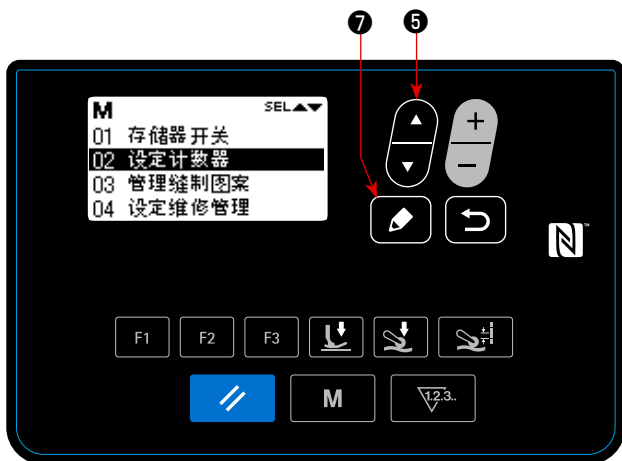 ❼ ❺
M SEL▲▼
01 存储器开关
02 设定计数器
03 管理缝制图案
04 设定维修管理
F1 F2 F3
M 1.2.3..